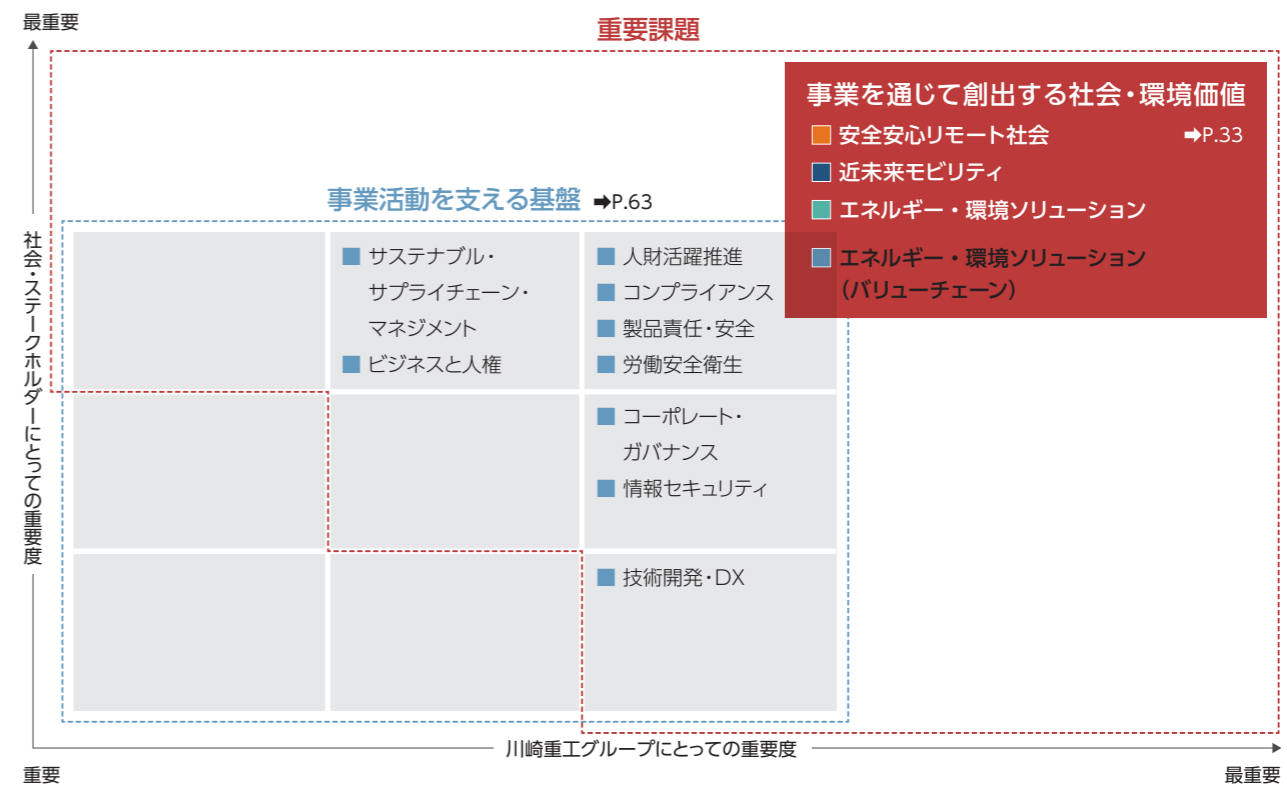 最重要
重要課題
事業を通じて創出する社会・環境価値
安全安心リモート社会 ➡P.33
近未来モビリティ
エネルギー・環境ソリューション
エネルギー・環境ソリューション
(バリューチェーン)
事業活動を支える基盤 ➡P.63
社会・ステークホルダーにとっての重要度
サステナブル・
サプライチェーン・
マネジメント
ビジネスと人権
人財活躍推進
コンプライアンス
製品責任・安全
労働安全衛生
コーポレート・
ガバナンス
情報セキュリティ
技術開発・DX
川崎重工グループにとっての重要度
重要
最重要